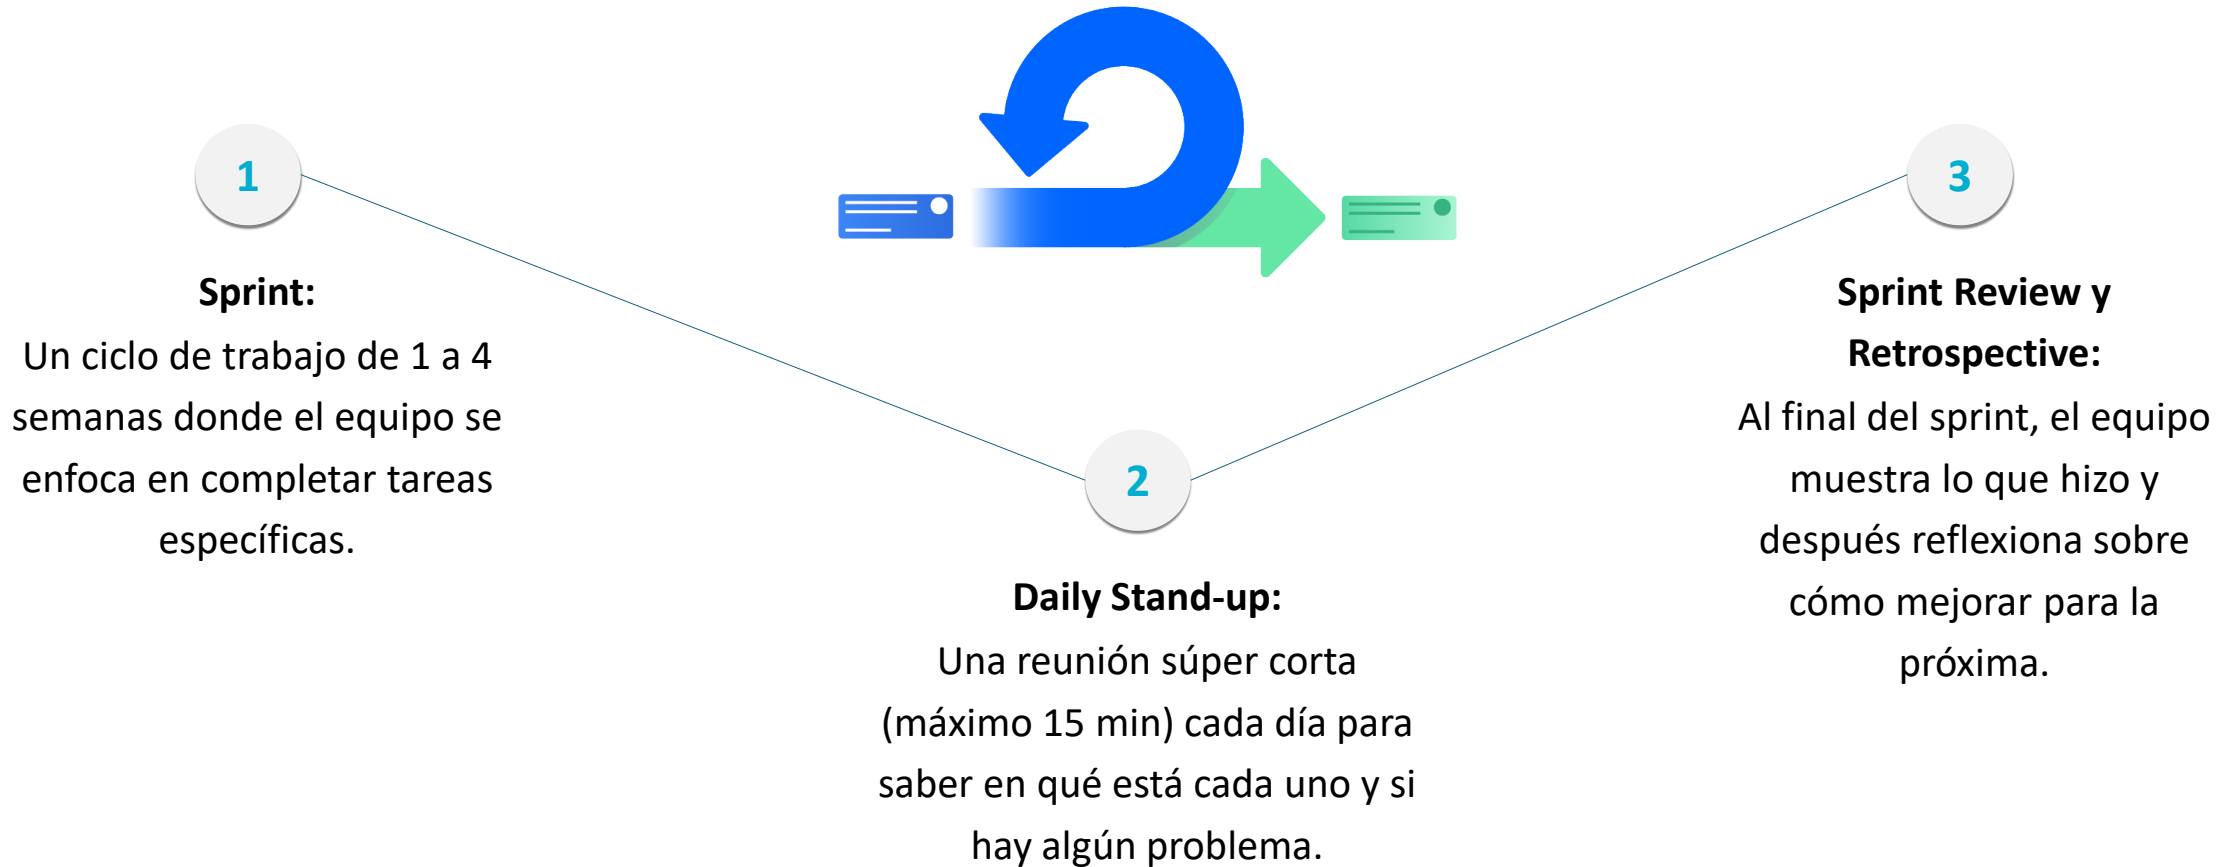 1
Sprint:
Un ciclo de trabajo de 1 a 4
semanas donde el equipo se
enfoca en completar tareas
específicas.
2
Daily Stand-up:
Una reunión súper corta
(máximo 15 min) cada día para
saber en qué está cada uno y si
hay algún problema.
3
Sprint Review y
Retrospective:
Al final del sprint, el equipo
muestra lo que hizo y
después reflexiona sobre
cómo mejorar para la
próxima.